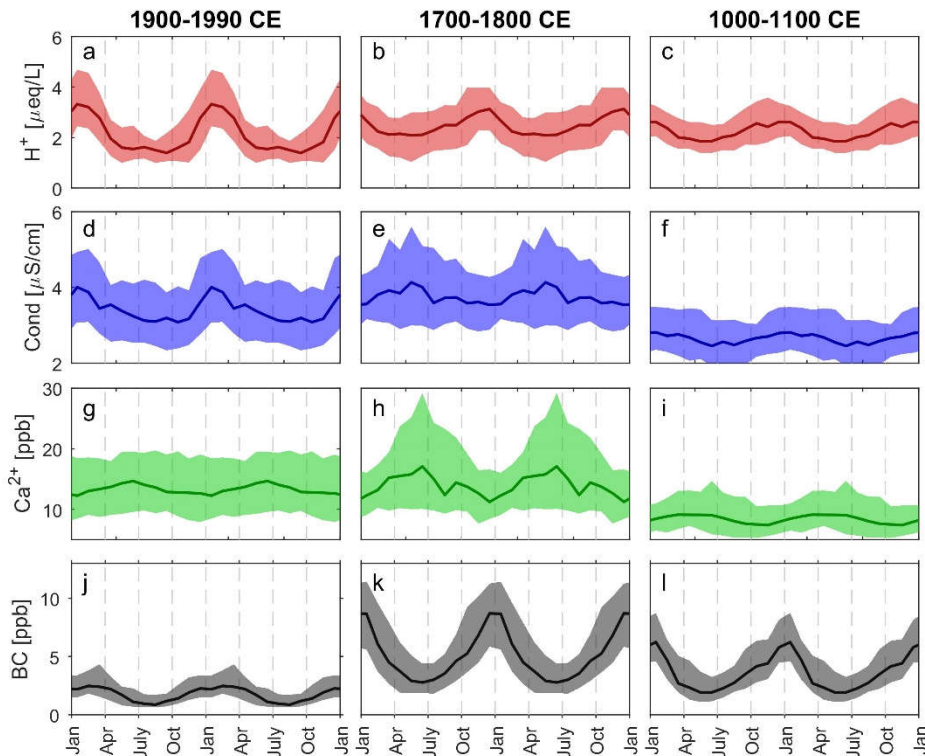 1900-1990 CE 1700-1800 CE 1000-1100 CE
6
4
2
0
H⁺ [μeq/L]
a b c
6
4
2
Cond [μS/cm]
d e f
30
20
10
Ca²⁺ [ppb]
g h i
10
5
0
BC [ppb]
j k l
Jan Apr July Oct Jan Apr July Oct Jan Jan Apr July Oct Jan Apr July Oct Jan Jan Apr July Oct Jan Apr July Oct Jan